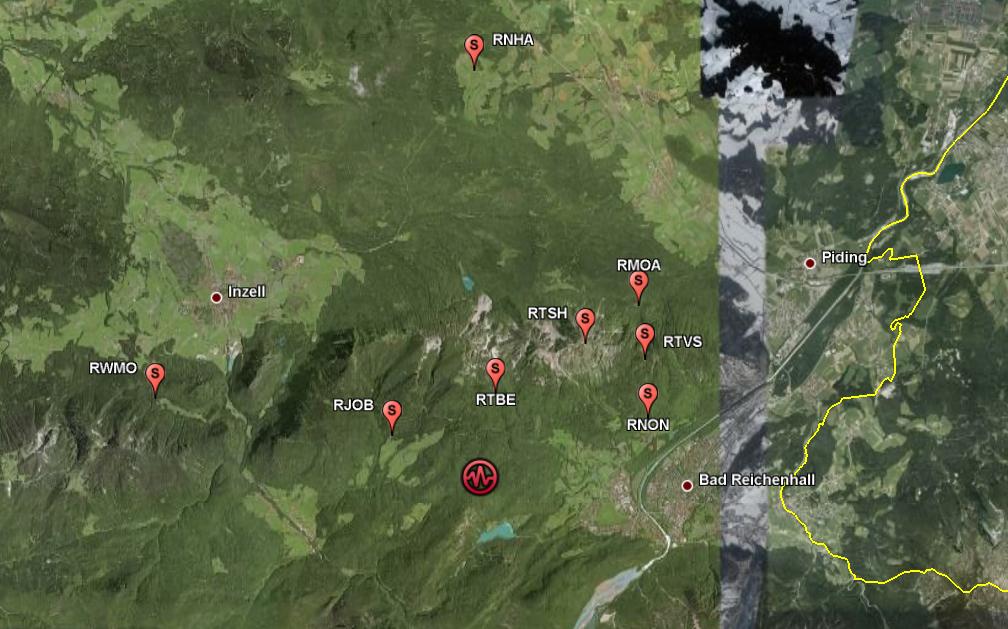 S RNHA
Piding
RMOA
S
Inzell
RTSH S
S RTVS
RWMO S
S
RTBE
S
RNON
RJOB S
Bad Reichenhall